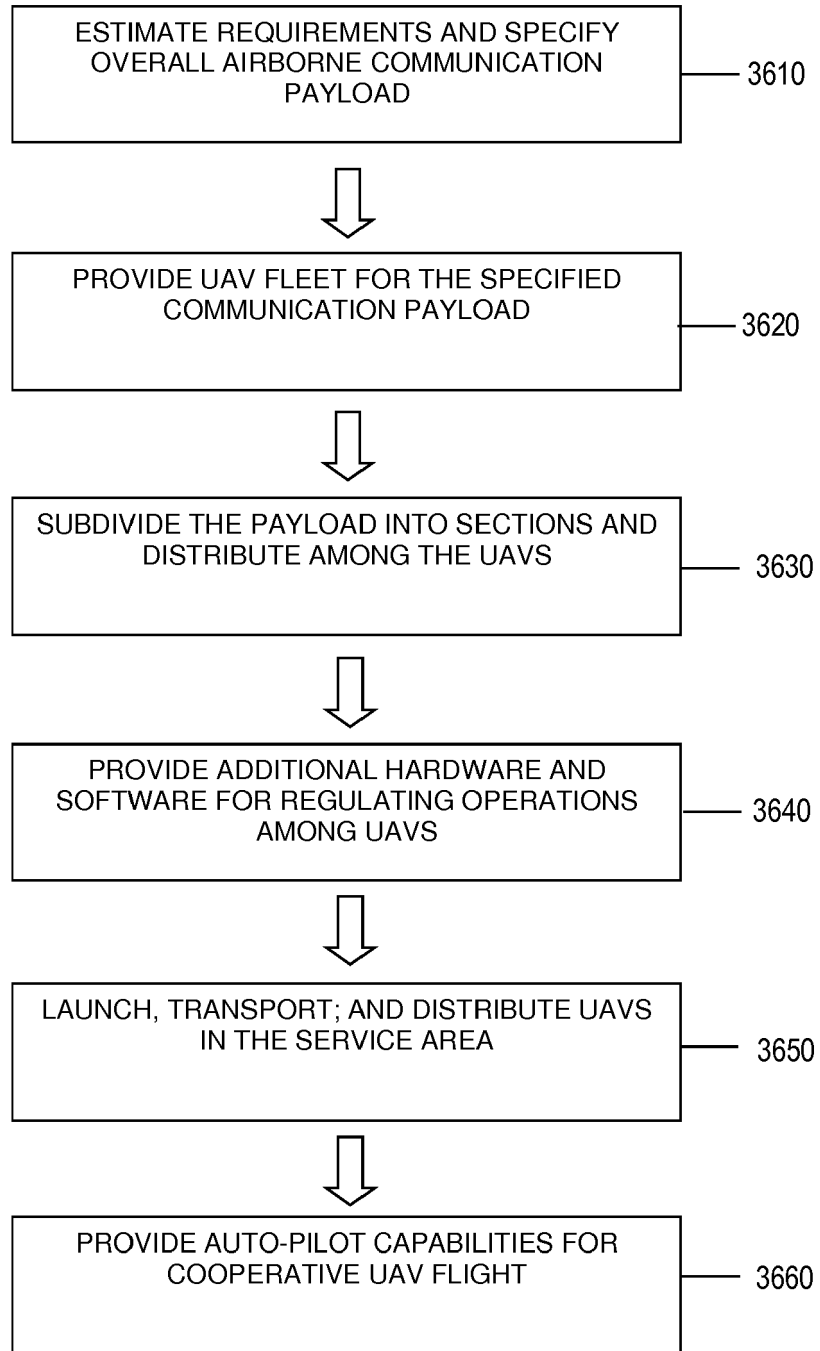 ESTIMATE REQUIREMENTS AND SPECIFY
OVERALL AIRBORNE COMMUNICATION
PAYLOAD
3610
PROVIDE UAV FLEET FOR THE SPECIFIED
COMMUNICATION PAYLOAD
3620
SUBDIVIDE THE PAYLOAD INTO SECTIONS AND
DISTRIBUTE AMONG THE UAVS
3630
PROVIDE ADDITIONAL HARDWARE AND
SOFTWARE FOR REGULATING OPERATIONS
AMONG UAVS
3640
LAUNCH, TRANSPORT; AND DISTRIBUTE UAVS
IN THE SERVICE AREA
3650
PROVIDE AUTO-PILOT CAPABILITIES FOR
COOPERATIVE UAV FLIGHT
3660